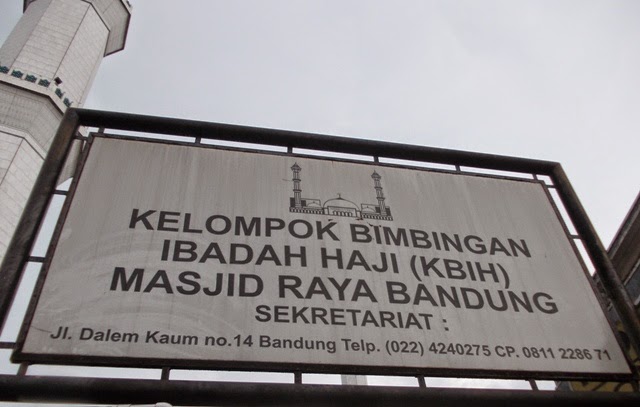 KELOMPOK BIMBINGAN
IBADAH HAJI (KBIH)
MASJID RAYA BANDUNG
SEKRETARIAT :
Jl. Dalem Kaum no.14 Bandung Telp. (022) 4240275 CP. 0811 2286 71